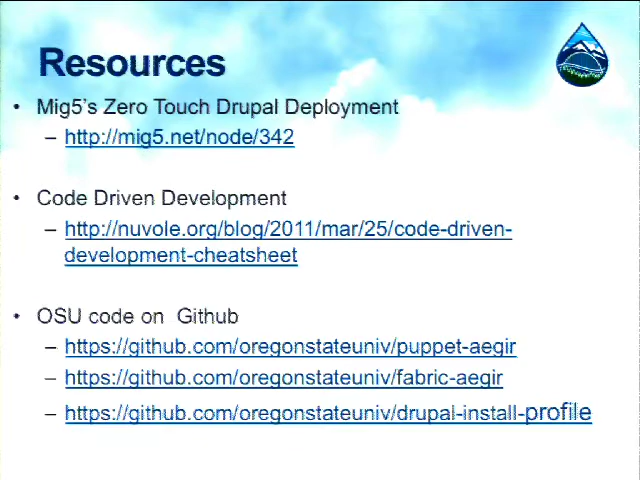 Resources
• Mig5's Zero Touch Drupal Deployment
– http://mig5.net/node/342
• Code Driven Development
– http://nuvole.org/blog/2011/mar/25/code-driven-
development-cheatsheet
• OSU code on Github
– https://github.com/oregonstateuniv/puppet-aegir
– https://github.com/oregonstateuniv/fabric-aegir
– https://github.com/oregonstateuniv/drupal-install-profile